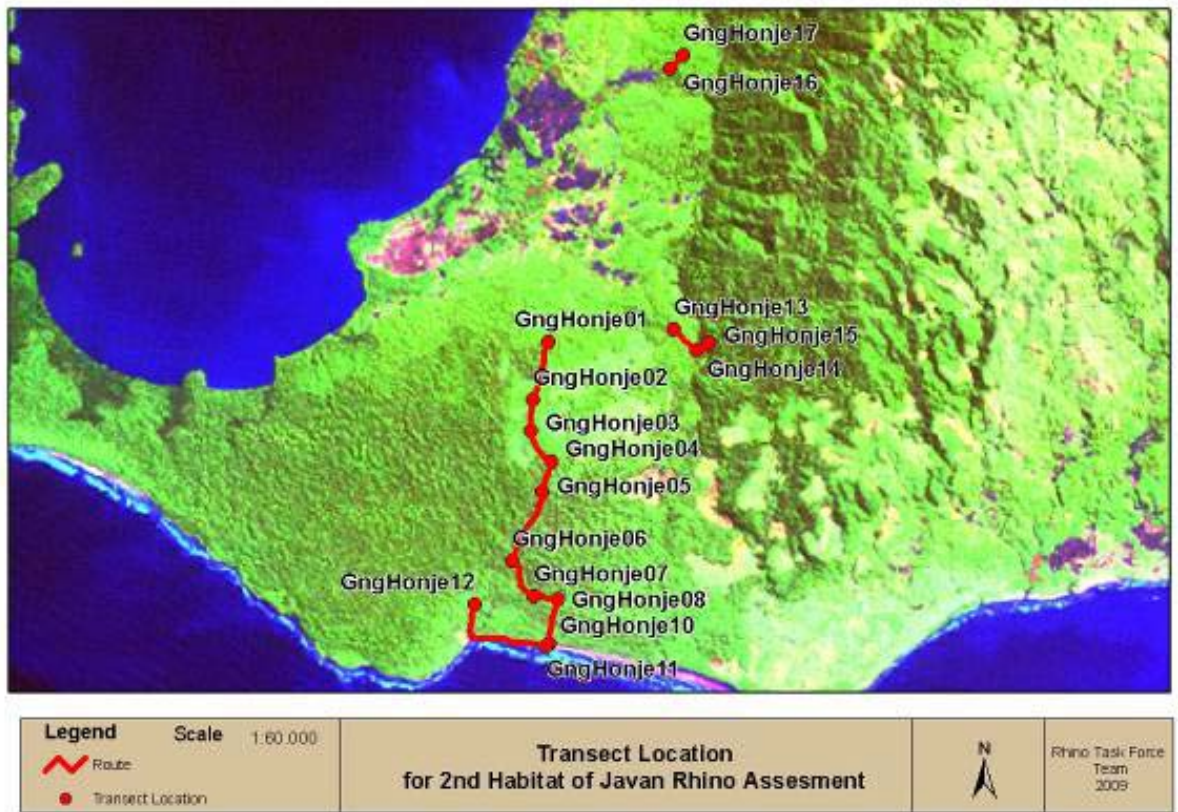 GngHonje17
GngHonje16
GngHonje13
GngHonje01
GngHonje15
GngHonje14
GngHonje02
GngHonje03
GngHonje04
GngHonje05
GngHonje06
GngHonje07
GngHonje12
GngHonje08
GngHonje10
GngHonje11
Legend
Scale 1:60.000
Route
Transect Location
Transect Location
for 2nd Habitat of Javan Rhino Assesment
N
Rhino Task Force
Team
2009